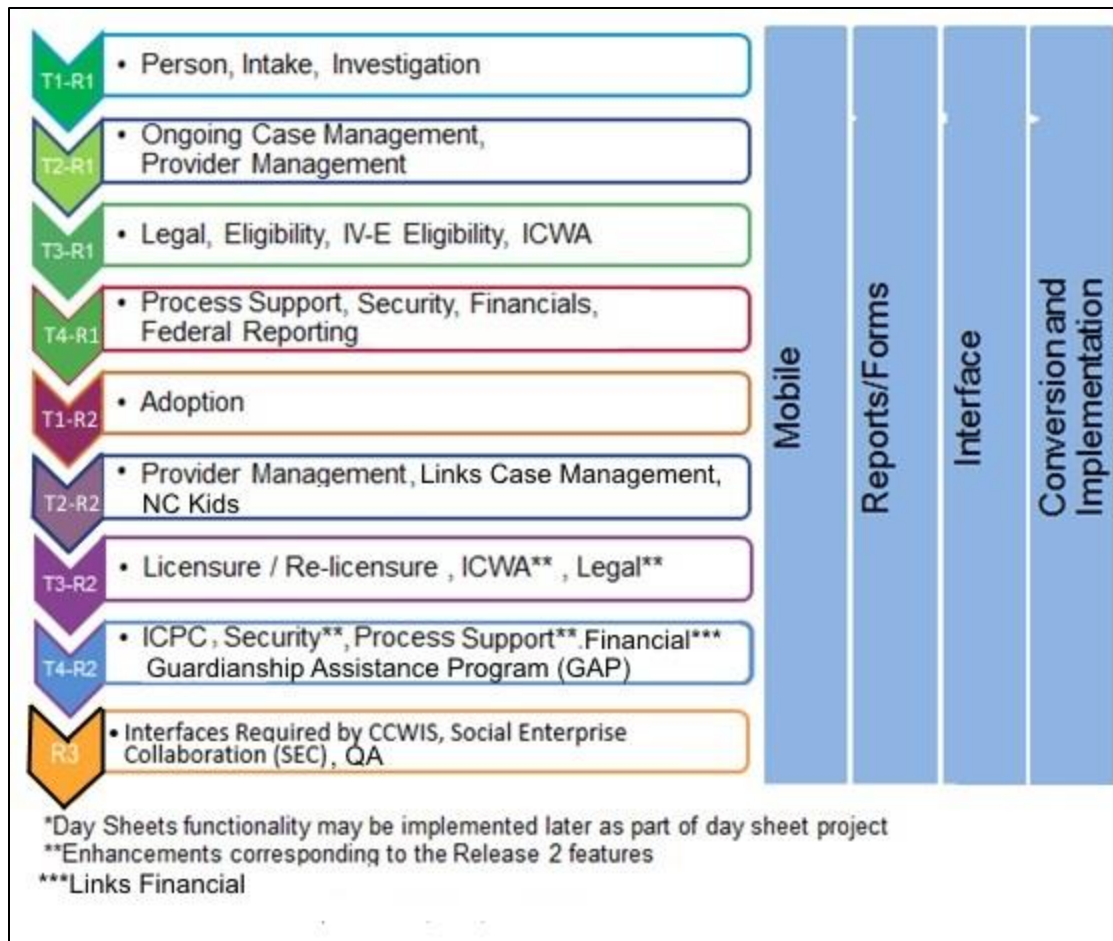 T1-R1
• Person, Intake, Investigation
T2-R1
• Ongoing Case Management,
Provider Management
T3-R1
• Legal, Eligibility, IV-E Eligibility, ICWA
T4-R1
• Process Support, Security, Financials,
Federal Reporting
T1-R2
• Adoption
T2-R2
• Provider Management, Links Case Management,
NC Kids
T3-R2
• Licensure / Re-licensure , ICWA** , Legal**
T4-R2
• ICPC , Security**, Process Support**.Financial***
Guardianship Assistance Program (GAP)
R3
• Interfaces Required by CCWIS, Social Enterprise
Collaboration (SEC) , QA
Mobile
Reports/Forms
Interface
Conversion and
Implementation
*Day Sheets functionality may be implemented later as part of day sheet project
**Enhancements corresponding to the Release 2 features
***Links Financial